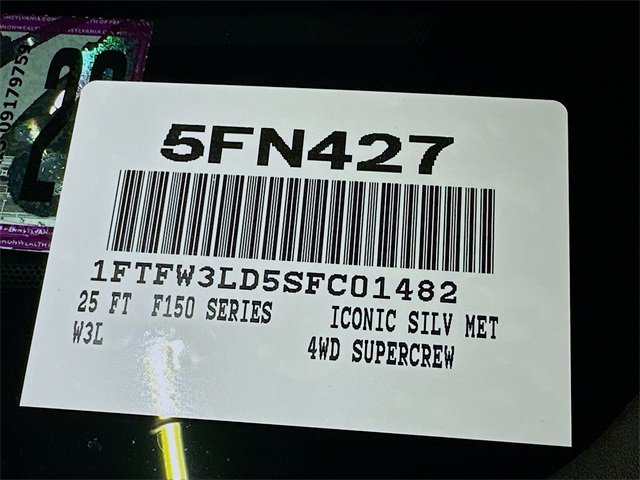 5FN427
1FTFW3LD5SFC01482
25 FT F150 SERIES ICONIC SILV MET
W3L 4WD SUPERCREW